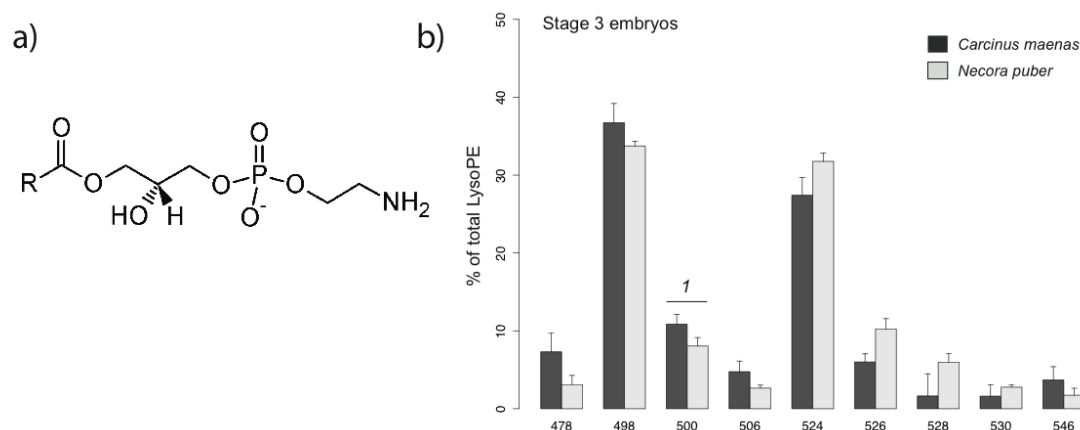 a)
O
R
O
HO
H
O
O
P
O-
O
NH2
b)
Stage 3 embryos
Carcinus maenas
Necora puber
% of total LysoPE
50
40
30
20
10
0
1
478 498 500 506 524 526 528 530 546